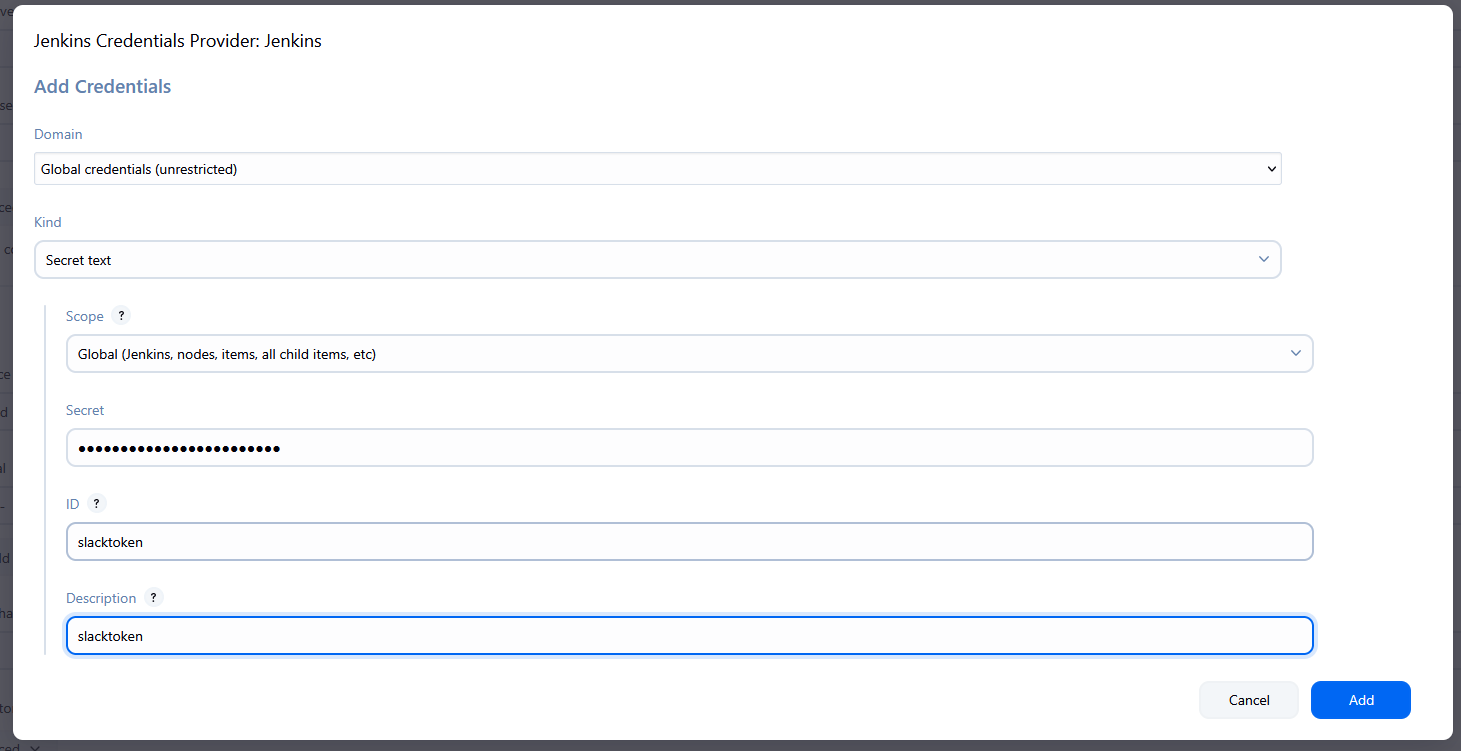 Jenkins Credentials Provider: Jenkins
Add Credentials
Domain
Global credentials (unrestricted)
Kind
Secret text
Scope ?
Global (Jenkins, nodes, items, all child items, etc)
Secret
••••••••••••••••••••••••
ID ?
slacktoken
Description ?
slacktoken
Cancel
Add